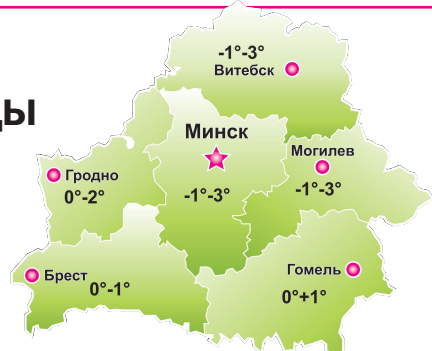 -1°-3°
Витебск
ды
Минск
Могилев
Гродно
0°-2°
-1°-3°
-1°-3°
Брест
0°-1°
Гомель
0°+1°